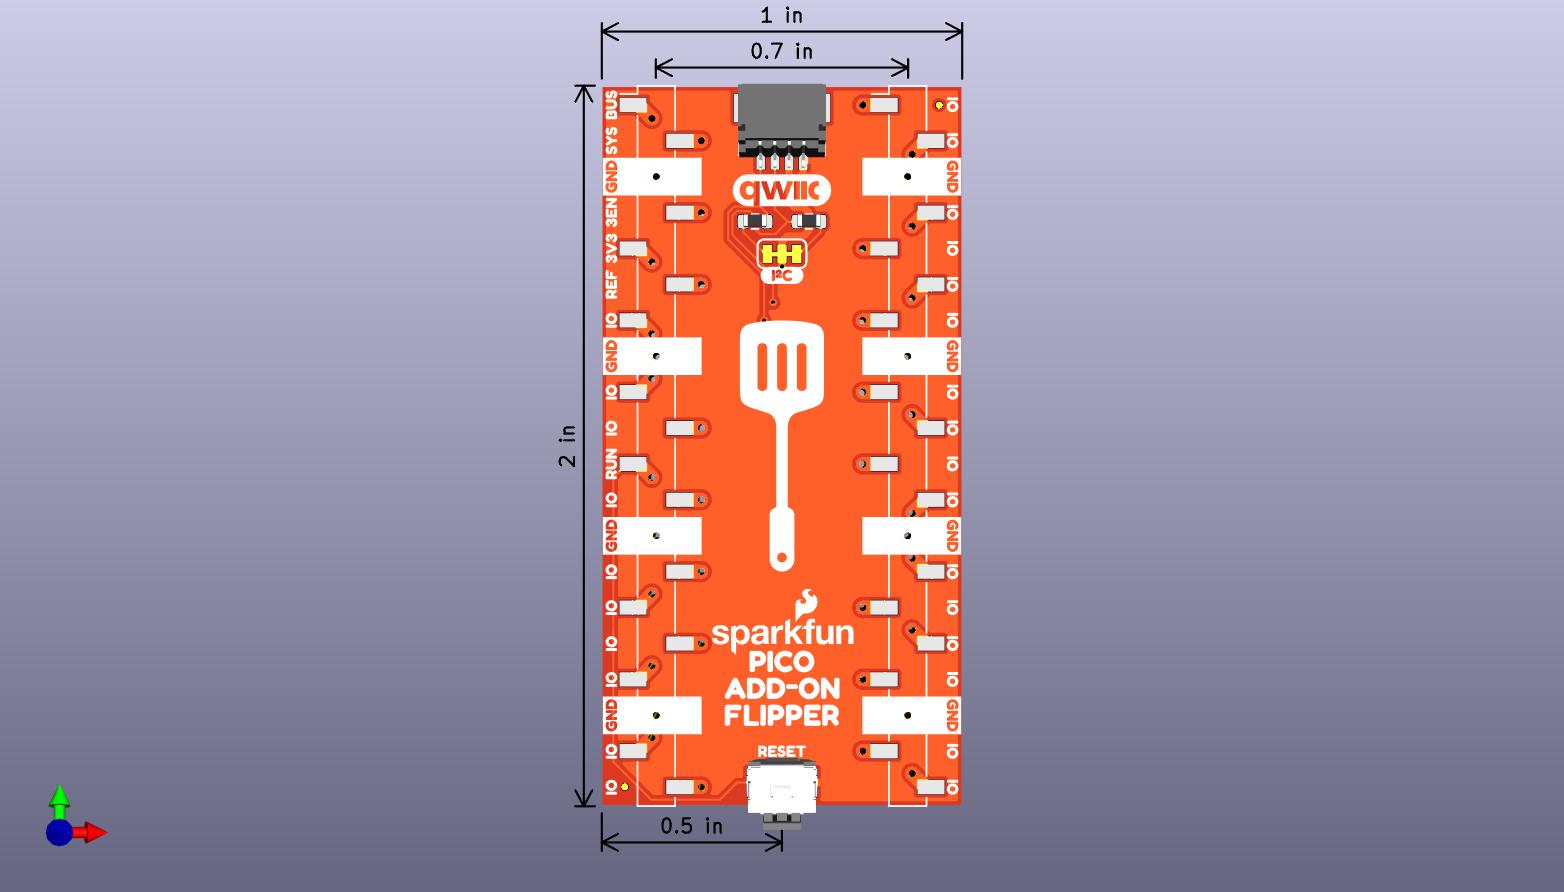 1 in
0.7 in
BUS
SYS
GND
3EN
3V3
REF
IO
GND
IO
IO
RUN
IO
GND
IO
IO
IO
IO
GND
IO
IO
2 in
qwiic
I²C
sparkfun
PICO
ADD-ON
FLIPPER
RESET
IO
IO
GND
IO
IO
IO
IO
GND
IO
IO
IO
IO
GND
IO
IO
IO
IO
GND
IO
IO
0.5 in